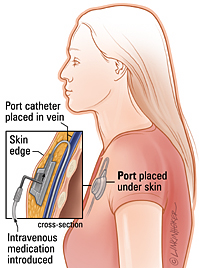 Port catheter
placed in vein
Skin
edge
Port placed
under skin
cross-section
Intravenous
medication
introduced